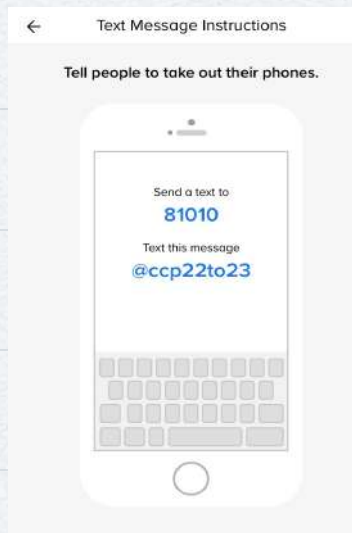 Text Message Instructions
Tell people to take out their phones.
Send a text to
81010
Text this message
@ccp22to23